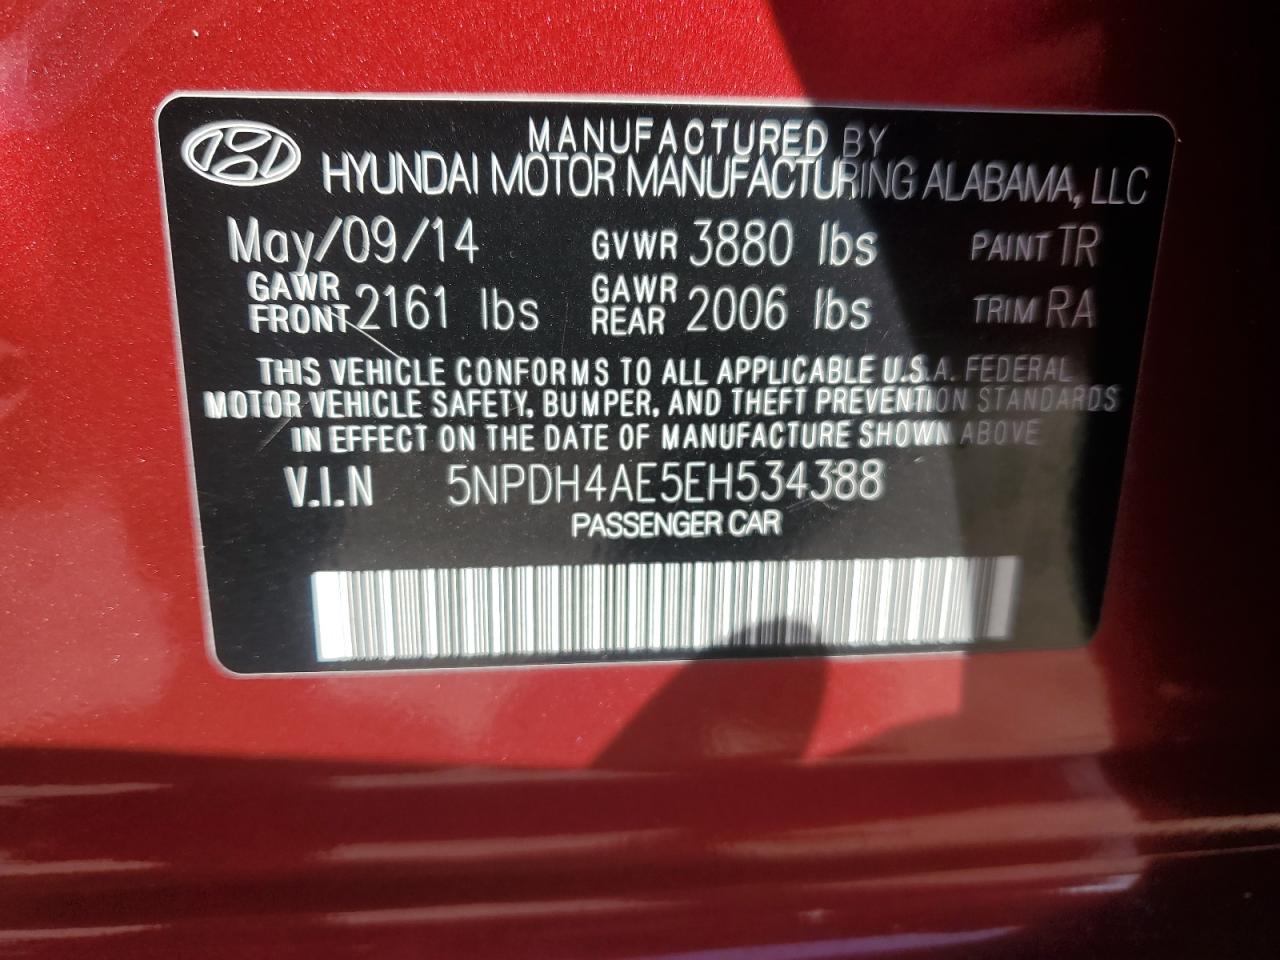 MANUFACTURED BY
HYUNDAI MOTOR MANUFACTURING ALABAMA, LLC
May/09/14 GVWR 3880 lbs PAINT TR
GAWR FRONT 2161 lbs GAWR REAR 2006 lbs TRIM RA
THIS VEHICLE CONFORMS TO ALL APPLICABLE U.S.A. FEDERAL
MOTOR VEHICLE SAFETY, BUMPER, AND THEFT PREVENTION STANDARDS
IN EFFECT ON THE DATE OF MANUFACTURE SHOWN ABOVE
V.I.N 5NPDH4AE5EH534388
PASSENGER CAR